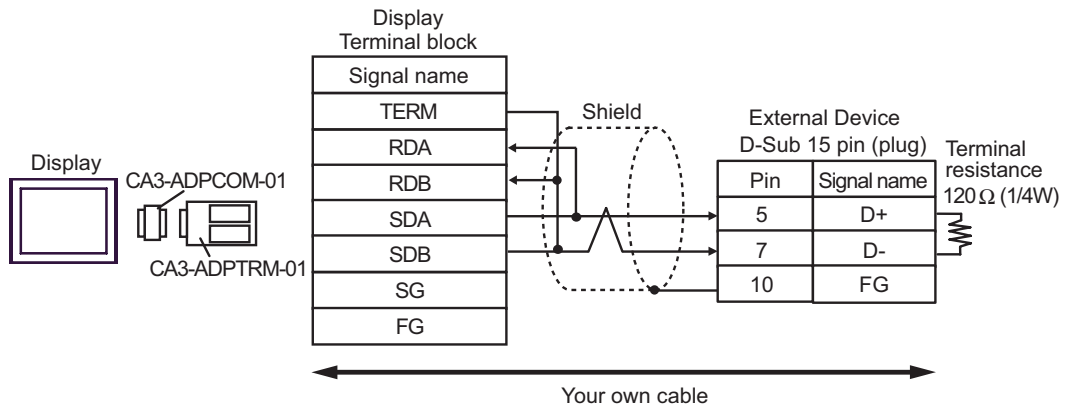 Display
Terminal block
Signal name
TERM
RDA
RDB
SDA
SDB
SG
FG
Display
CA3-ADPCOM-01
CA3-ADPTRM-01
Shield
External Device
D-Sub 15 pin (plug)
Pin Signal name
5 D+
7 D-
10 FG
Terminal
resistance
120Ω (1/4W)
Your own cable